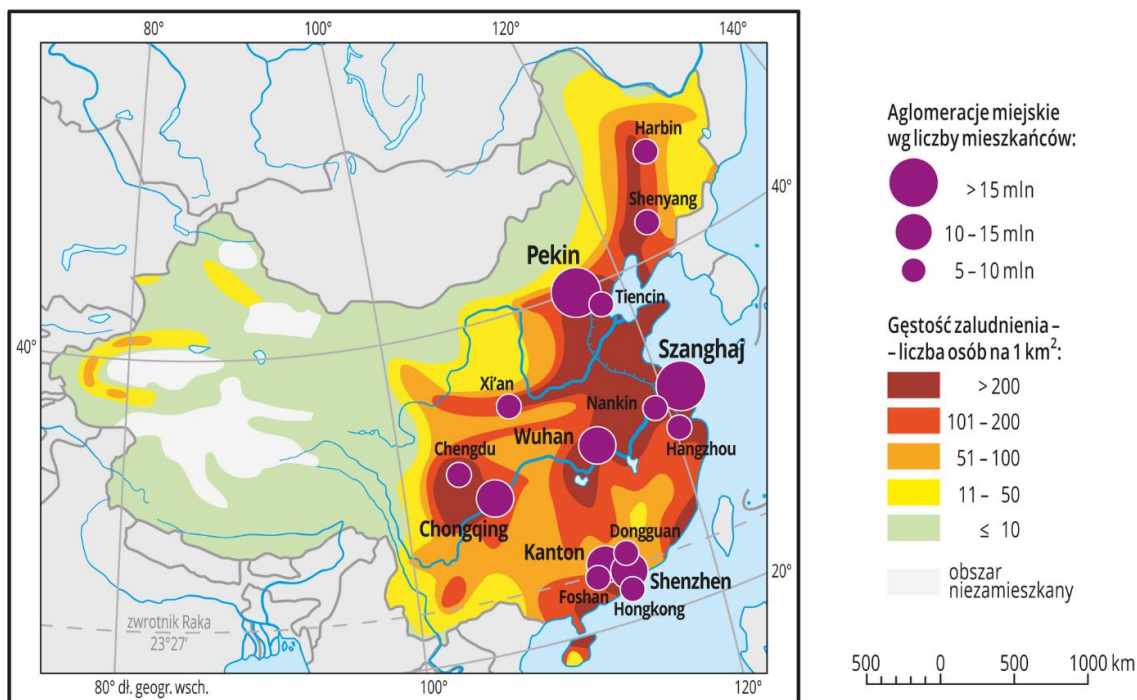 80°
100°
120°
140°
Harbin
40°
Shenyang
Pekin
Tiencin
Szanghaj
40°
Xi'an
Nankin
Wuhan
Hangzhou
Chengdu
Chongqing
Dongguan
Kanton
Shenzhen
20°
Foshan
Hongkong
zwrotnik Raka
23°27'
80° dł. geogr. wsch.
100°
120°
Aglomeracje miejskie
wg liczby mieszkańców:
> 15 mln
10 – 15 mln
5 – 10 mln
Gęstość zaludnienia –
– liczba osób na 1 km²:
> 200
101 – 200
51 – 100
11 – 50
≤ 10
obszar
niezamieszkany
500 0 500 1000 km